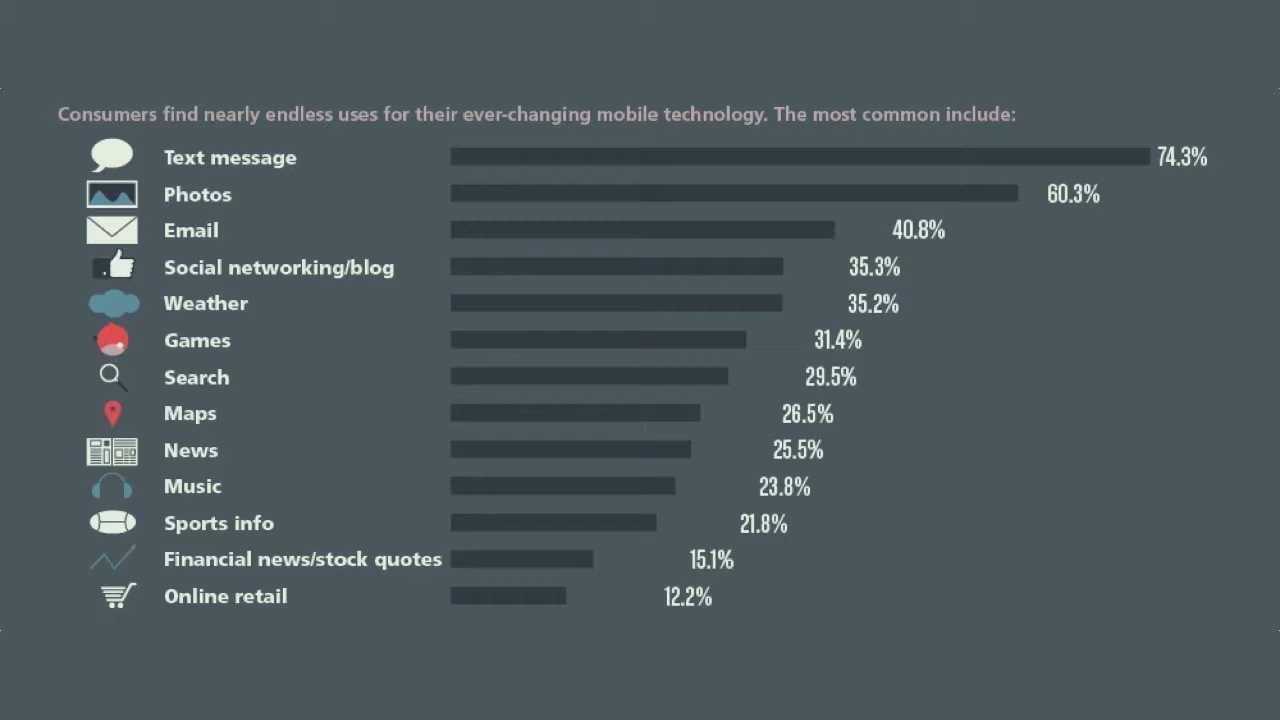 Consumers find nearly endless uses for their ever-changing mobile technology. The most common include:
Text message 74.3%
Photos 60.3%
Email 40.8%
Social networking/blog 35.3%
Weather 35.2%
Games 31.4%
Search 29.5%
Maps 26.5%
News 25.5%
Music 23.8%
Sports info 21.8%
Financial news/stock quotes 15.1%
Online retail 12.2%